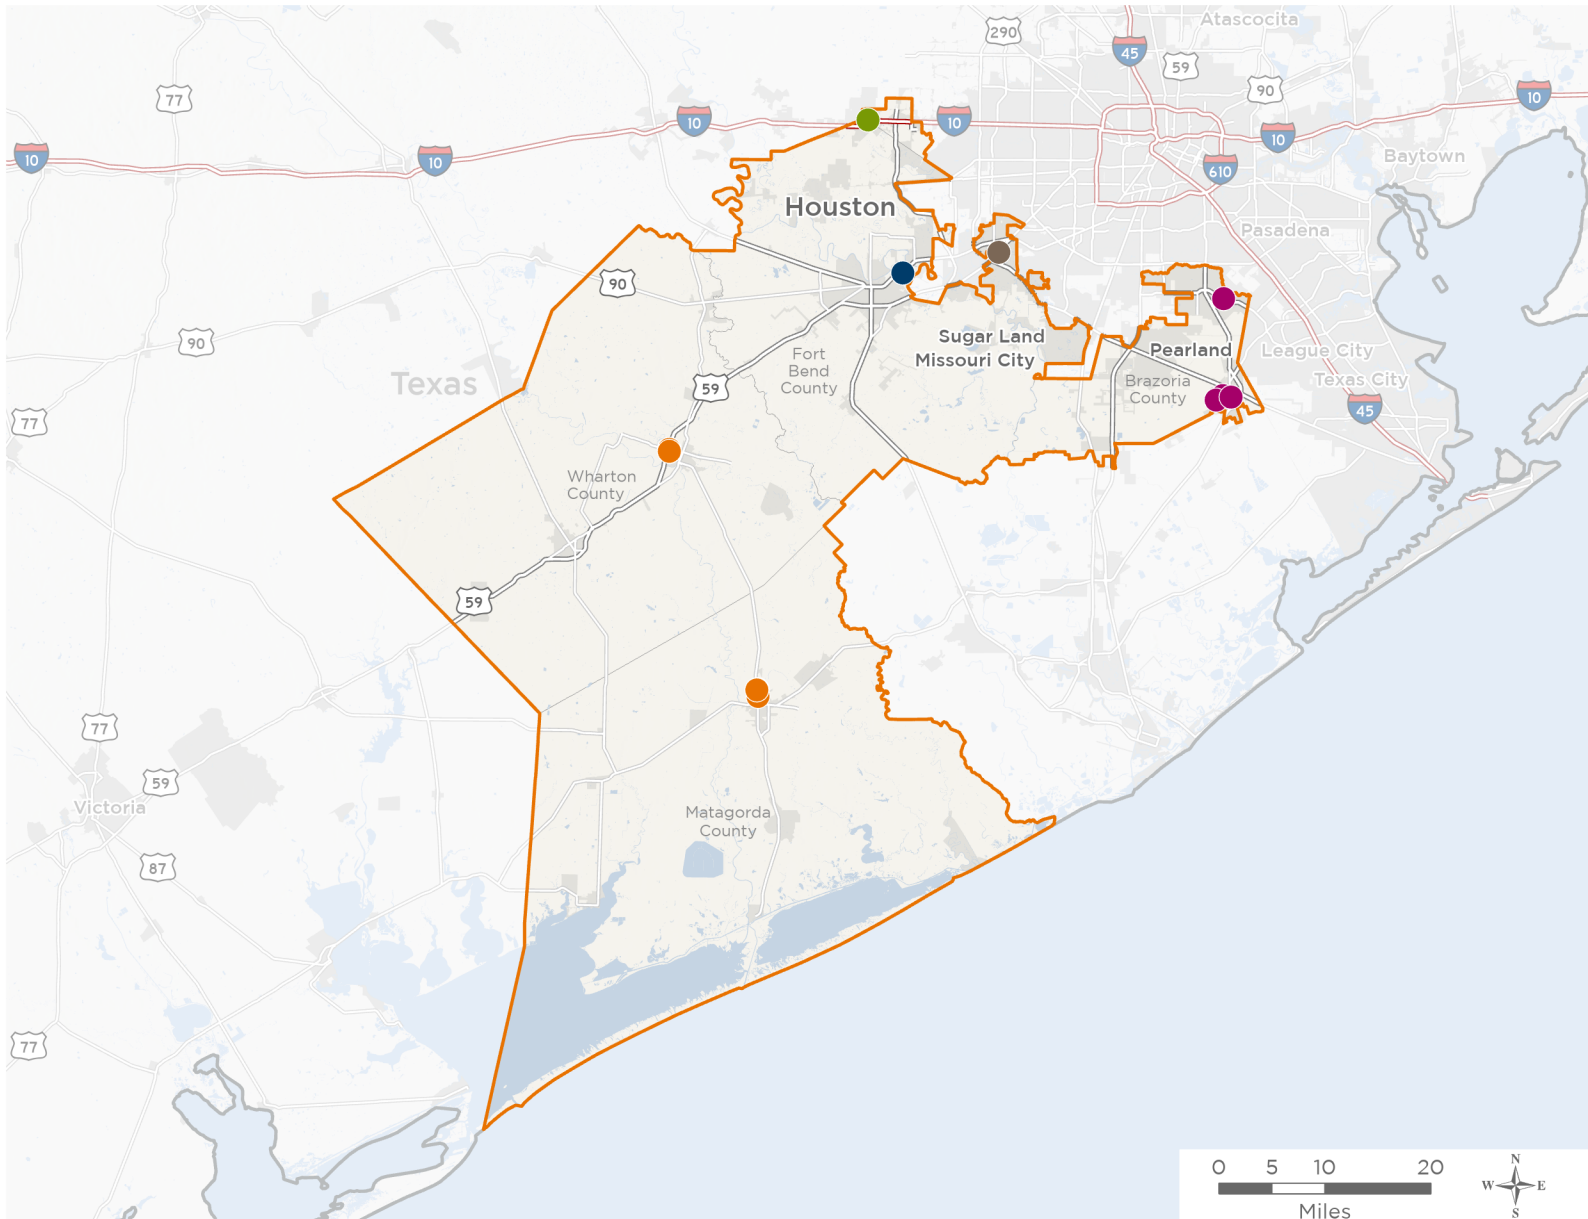 Atascocita
290
45
59
90
77
10
10
10
10
10
10
610
Baytown
Houston
Pasadena
90
90
Sugar Land
Missouri City
Pearland
League City
Texas City
Fort
Bend
County
Brazoria
County
Texas
59
45
77
Wharton
County
59
77
59
Victoria
Matagorda
County
87
77
0 5 10 20
Miles
N
W E
S